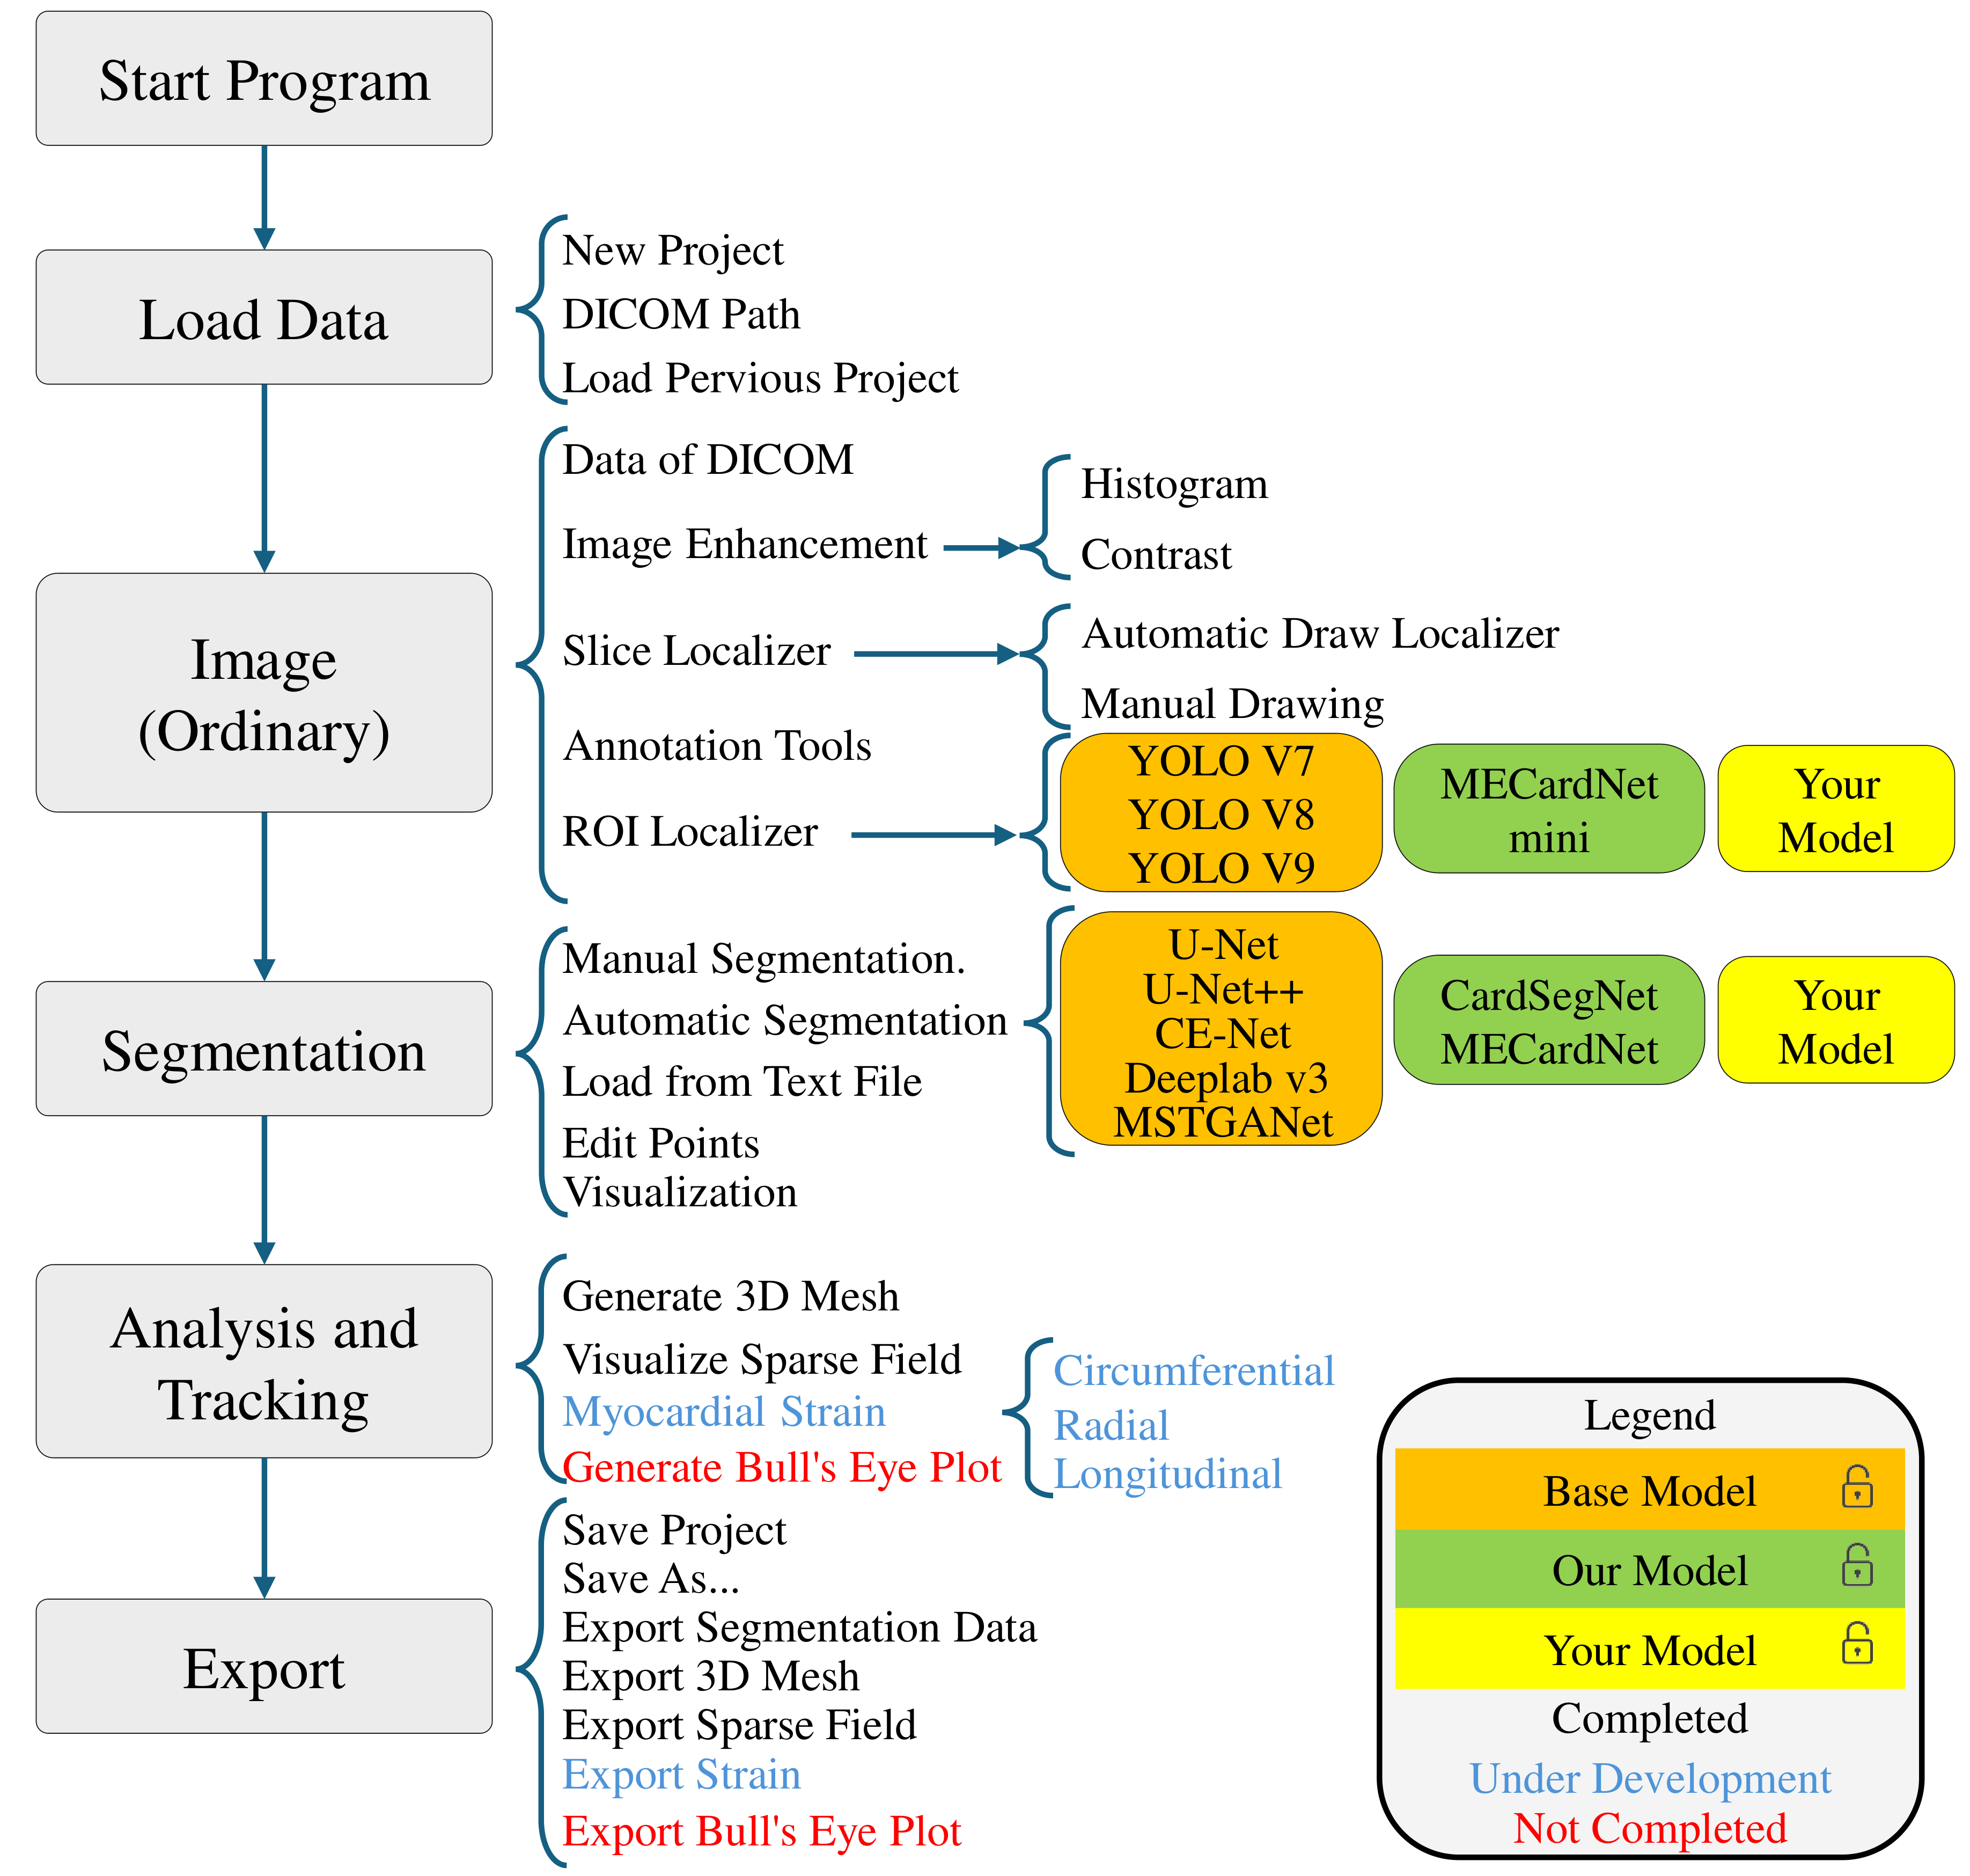 Start Program
Load Data
New Project
DICOM Path
Load Pervious Project
Image
(Ordinary)
Data of DICOM
Image Enhancement
Histogram
Contrast
Slice Localizer
Automatic Draw Localizer
Manual Drawing
Annotation Tools
ROI Localizer
YOLO V7
YOLO V8
YOLO V9
MECardNet
mini
Your
Model
Segmentation
Manual Segmentation.
Automatic Segmentation
Load from Text File
Edit Points
Visualization
U-Net
U-Net++
CE-Net
Deeplab v3
MSTGANet
CardSegNet
MECardNet
Your
Model
Analysis and
Tracking
Generate 3D Mesh
Visualize Sparse Field
Myocardial Strain
Generate Bull's Eye Plot
Circumferential
Radial
Longitudinal
Export
Save Project
Save As...
Export Segmentation Data
Export 3D Mesh
Export Sparse Field
Export Strain
Export Bull's Eye Plot
Legend
Base Model
Our Model
Your Model
Completed
Under Development
Not Completed